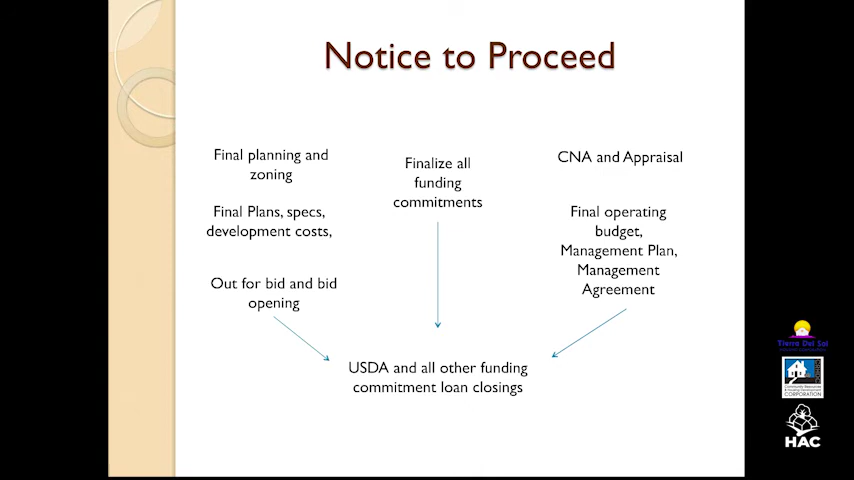 Notice to Proceed
Final planning and
zoning
Final Plans, specs,
development costs,
Out for bid and bid
opening
Finalize all
funding
commitments
CNA and Appraisal
Final operating
budget,
Management Plan,
Management
Agreement
USDA and all other funding
commitment loan closings
Tierra Del Sol
Community Resources
& Housing Development
CORPORATION
HAC